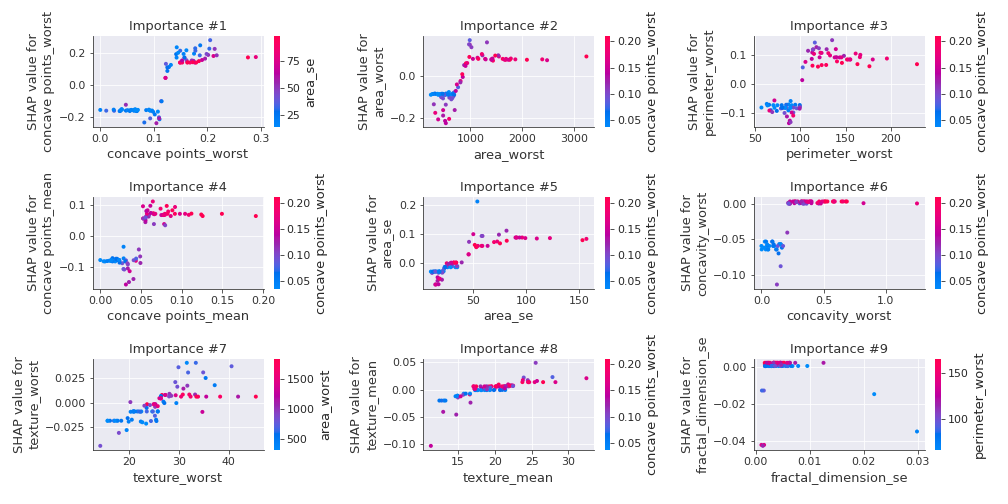 Importance #1
SHAP value for
concave points_worst
0.2
0.0
−0.2
0.0
0.1
0.2
0.3
concave points_worst
75
50
25
area_se
Importance #2
SHAP value for
area_worst
0.0
−0.2
1000
2000
3000
area_worst
0.20
0.15
0.10
0.05
concave points_worst
Importance #3
SHAP value for
perimeter_worst
0.1
0.0
−0.1
50
100
150
200
perimeter_worst
0.20
0.15
0.10
0.05
concave points_worst
Importance #4
SHAP value for
concave points_mean
0.1
0.0
−0.1
0.00
0.05
0.10
0.15
0.20
concave points_mean
0.20
0.15
0.10
0.05
concave points_worst
Importance #5
SHAP value for
area_se
0.2
0.0
50
100
150
area_se
0.20
0.15
0.10
0.05
concave points_worst
Importance #6
SHAP value for
concavity_worst
0.00
−0.05
−0.10
0.0
0.5
1.0
concavity_worst
0.20
0.15
0.10
0.05
concave points_worst
Importance #7
SHAP value for
texture_worst
0.025
0.000
−0.025
20
30
40
texture_worst
1500
1000
500
area_worst
Importance #8
SHAP value for
texture_mean
0.05
0.00
−0.05
−0.10
15
20
25
30
texture_mean
0.20
0.15
0.10
0.05
concave points_worst
Importance #9
SHAP value for
fractal_dimension_se
0.00
−0.02
−0.04
0.00
0.01
0.02
0.03
fractal_dimension_se
150
100
perimeter_worst